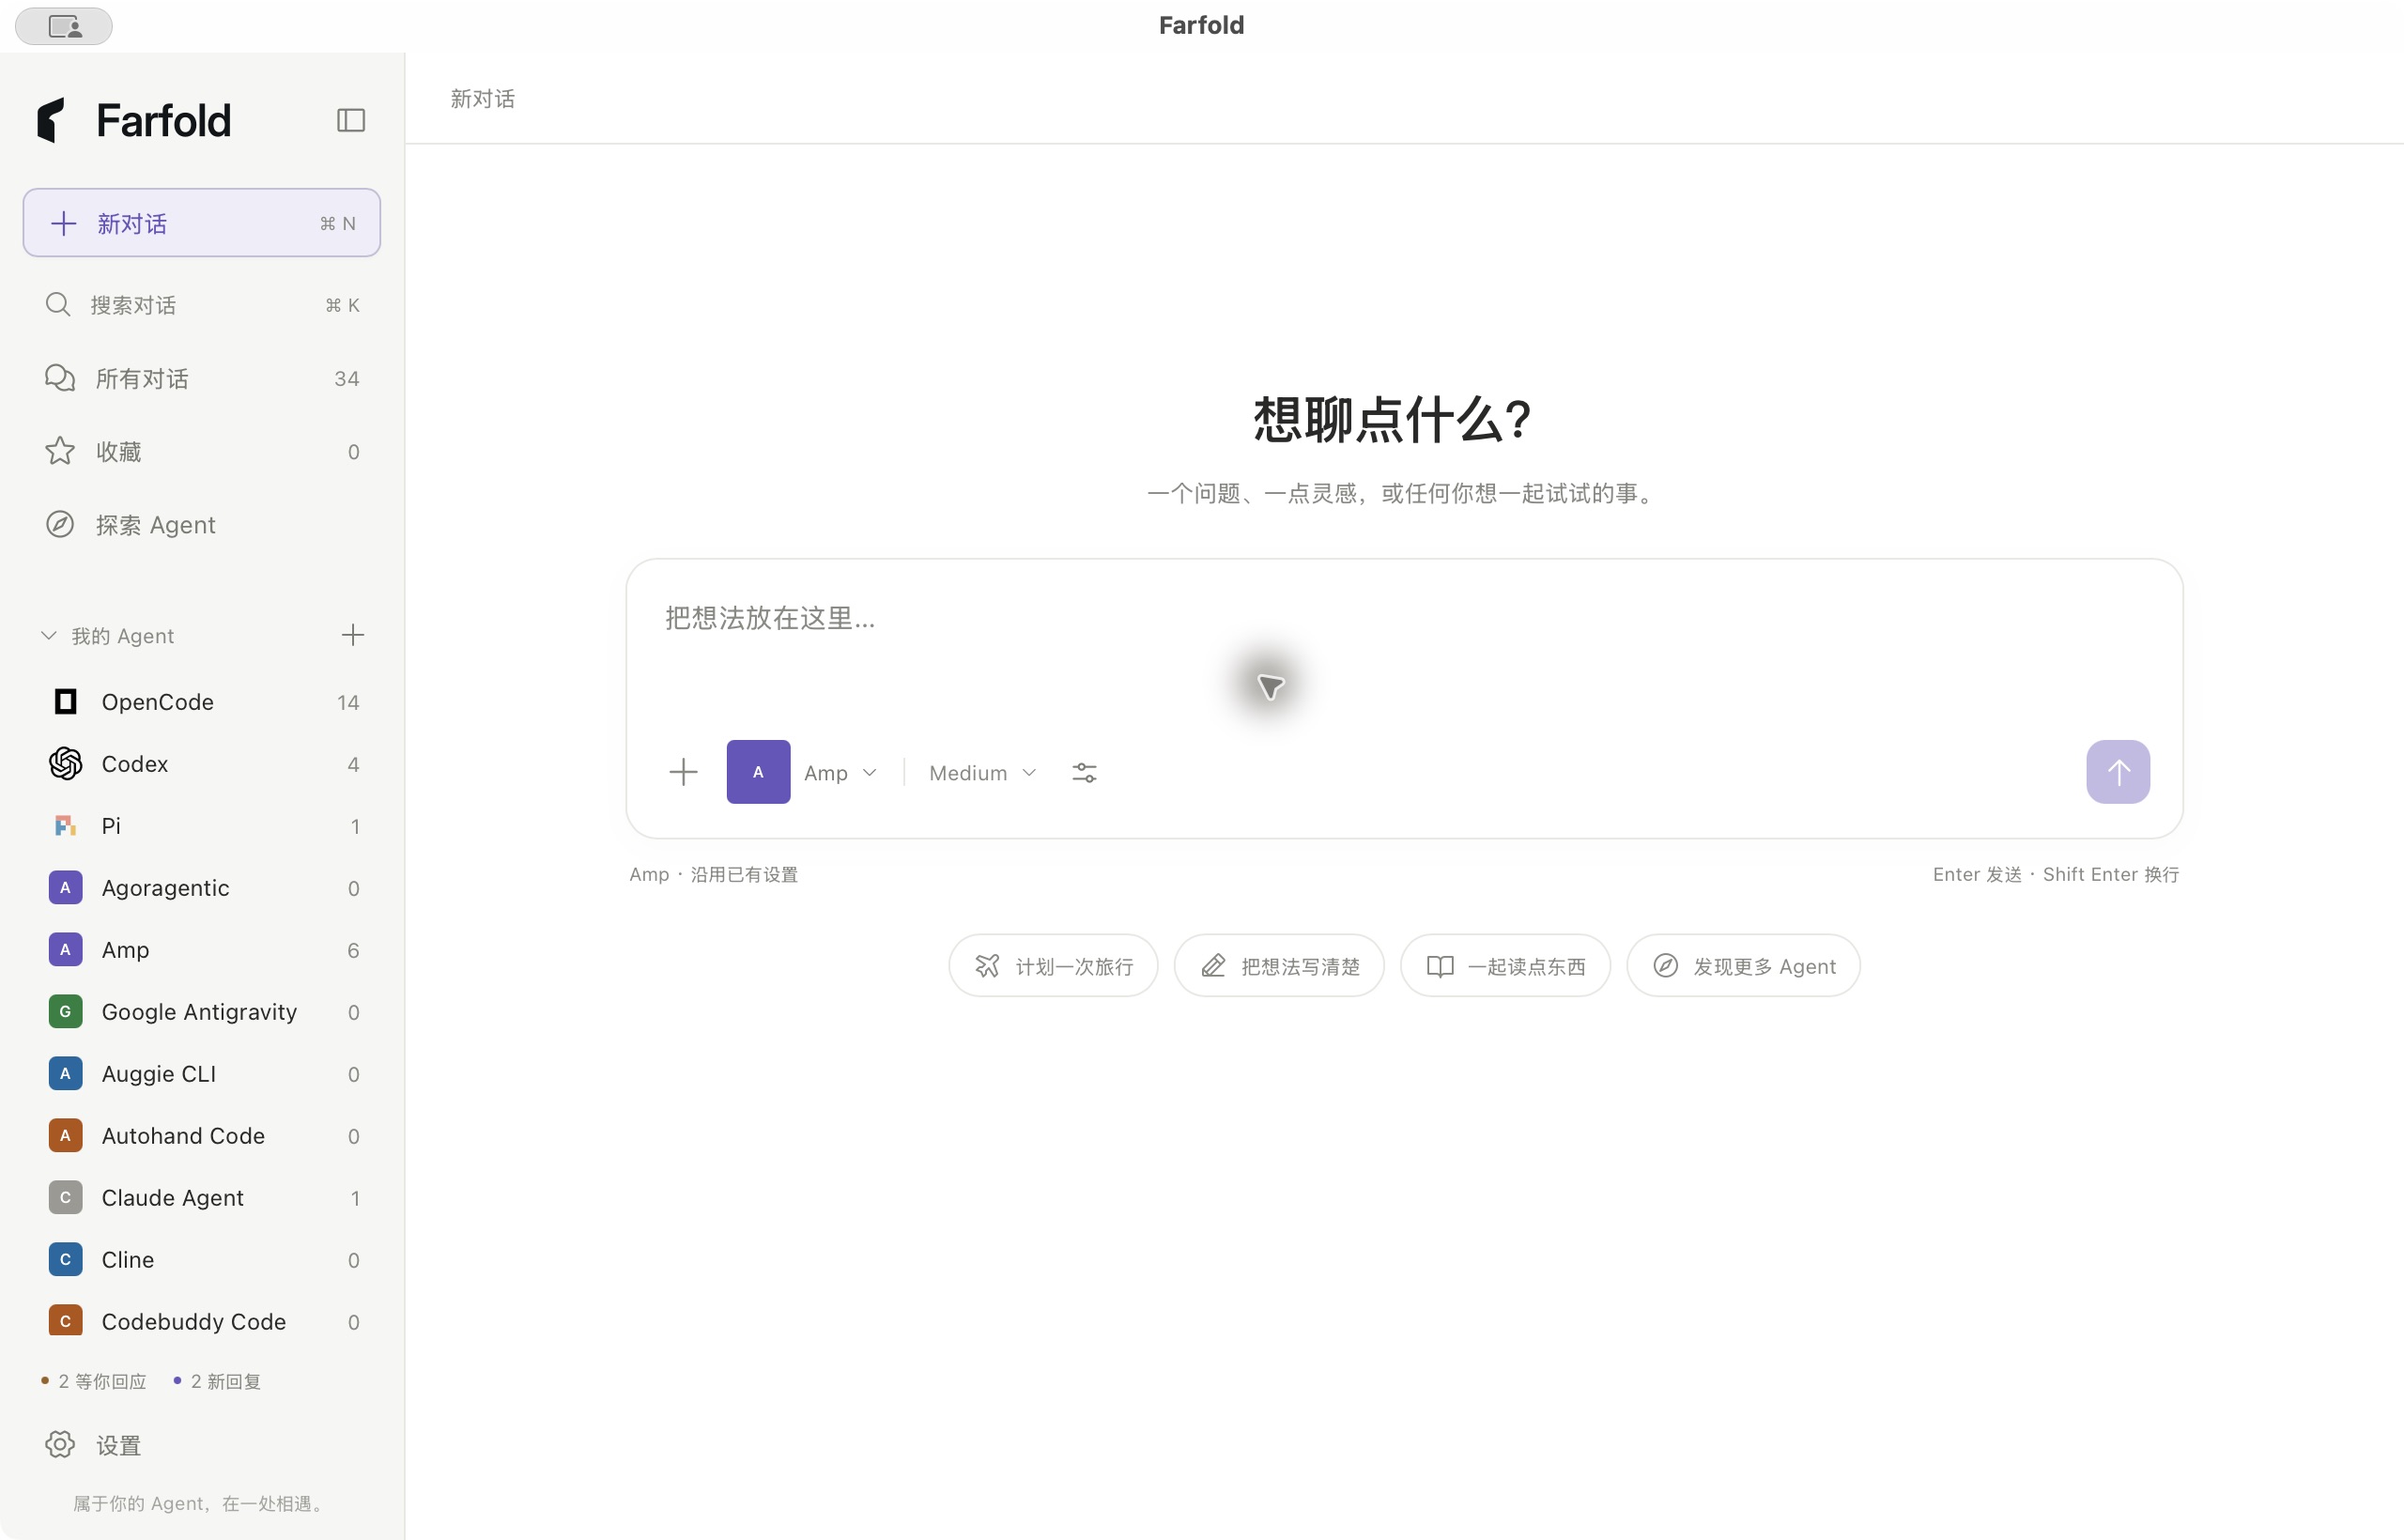 Farfold
Farfold
新对话 ⌘ N
搜索对话 ⌘ K
所有对话 34
收藏 0
探索 Agent
我的 Agent
OpenCode 14
Codex 4
Pi 1
A Agoragentic 0
A Amp 6
G Google Antigravity 0
A Auggie CLI 0
A Autohand Code 0
C Claude Agent 1
C Cline 0
C Codebuddy Code 0
2 等你回应 2 新回复
设置
属于你的 Agent，在一处相遇。
新对话
想聊点什么？
一个问题、一点灵感，或任何你想一起试试的事。
把想法放在这里...
A Amp Medium
Amp · 沿用已有设置
Enter 发送 · Shift Enter 换行
计划一次旅行
把想法写清楚
一起读点东西
发现更多 Agent